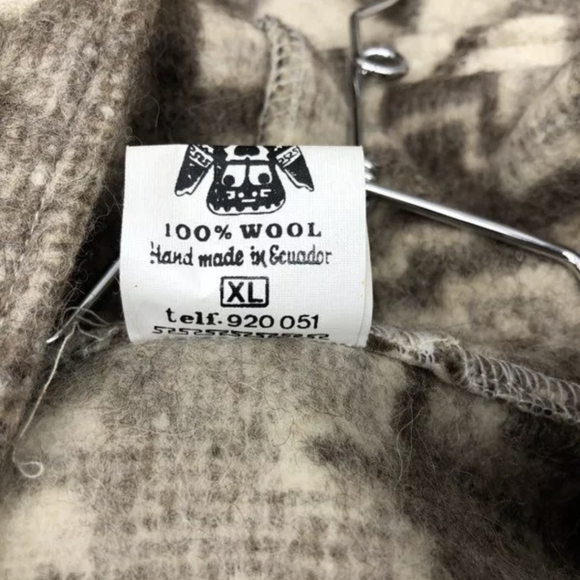 100% WOOL
Hand made in Ecuador
XL
telf. 920 051